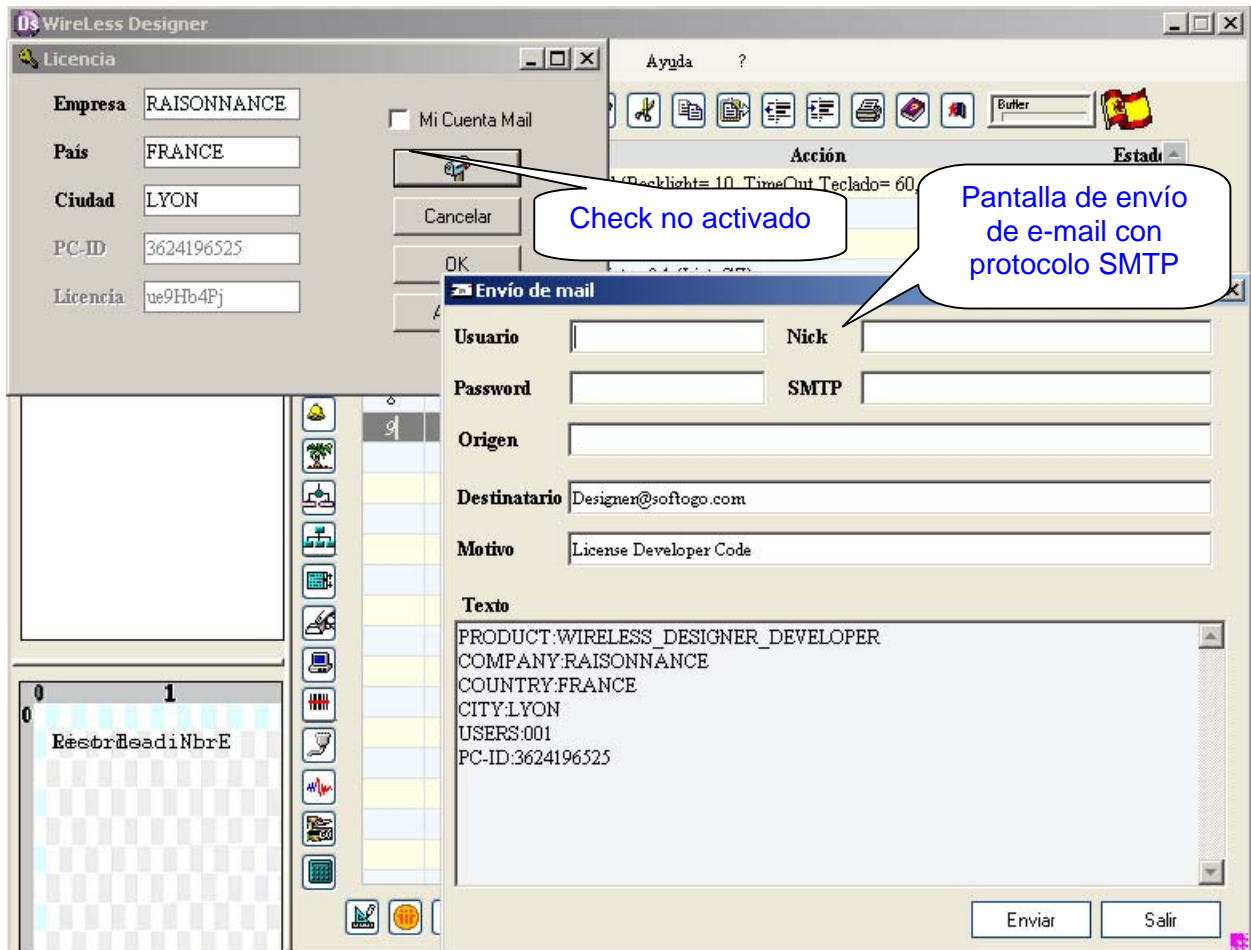 WireLess Designer
Licencia
Ayuda ?
Empresa RAISONNANCE
Mi Cuenta Mail
País FRANCE
Ciudad LYON
Cancelar
PC-ID 3624196525
OK
Licencia ue9Hb4Pj
Buffer
Acción
TimeOut Teclado= 60,
Check no activado
Pantalla de envío
de e-mail con
protocolo SMTP
Envío de mail
Usuario
Nick
Password
SMTP
Origen
Destinatario Designer@softogo.com
Motivo License Developer Code
Texto
PRODUCT:WIRELESS_DESIGNER_DEVELOPER
COMPANY:RAISONNANCE
COUNTRY:FRANCE
CITY:LYON
USERS:001
PC-ID:3624196525
Enviar
Salir
9
0 1
0